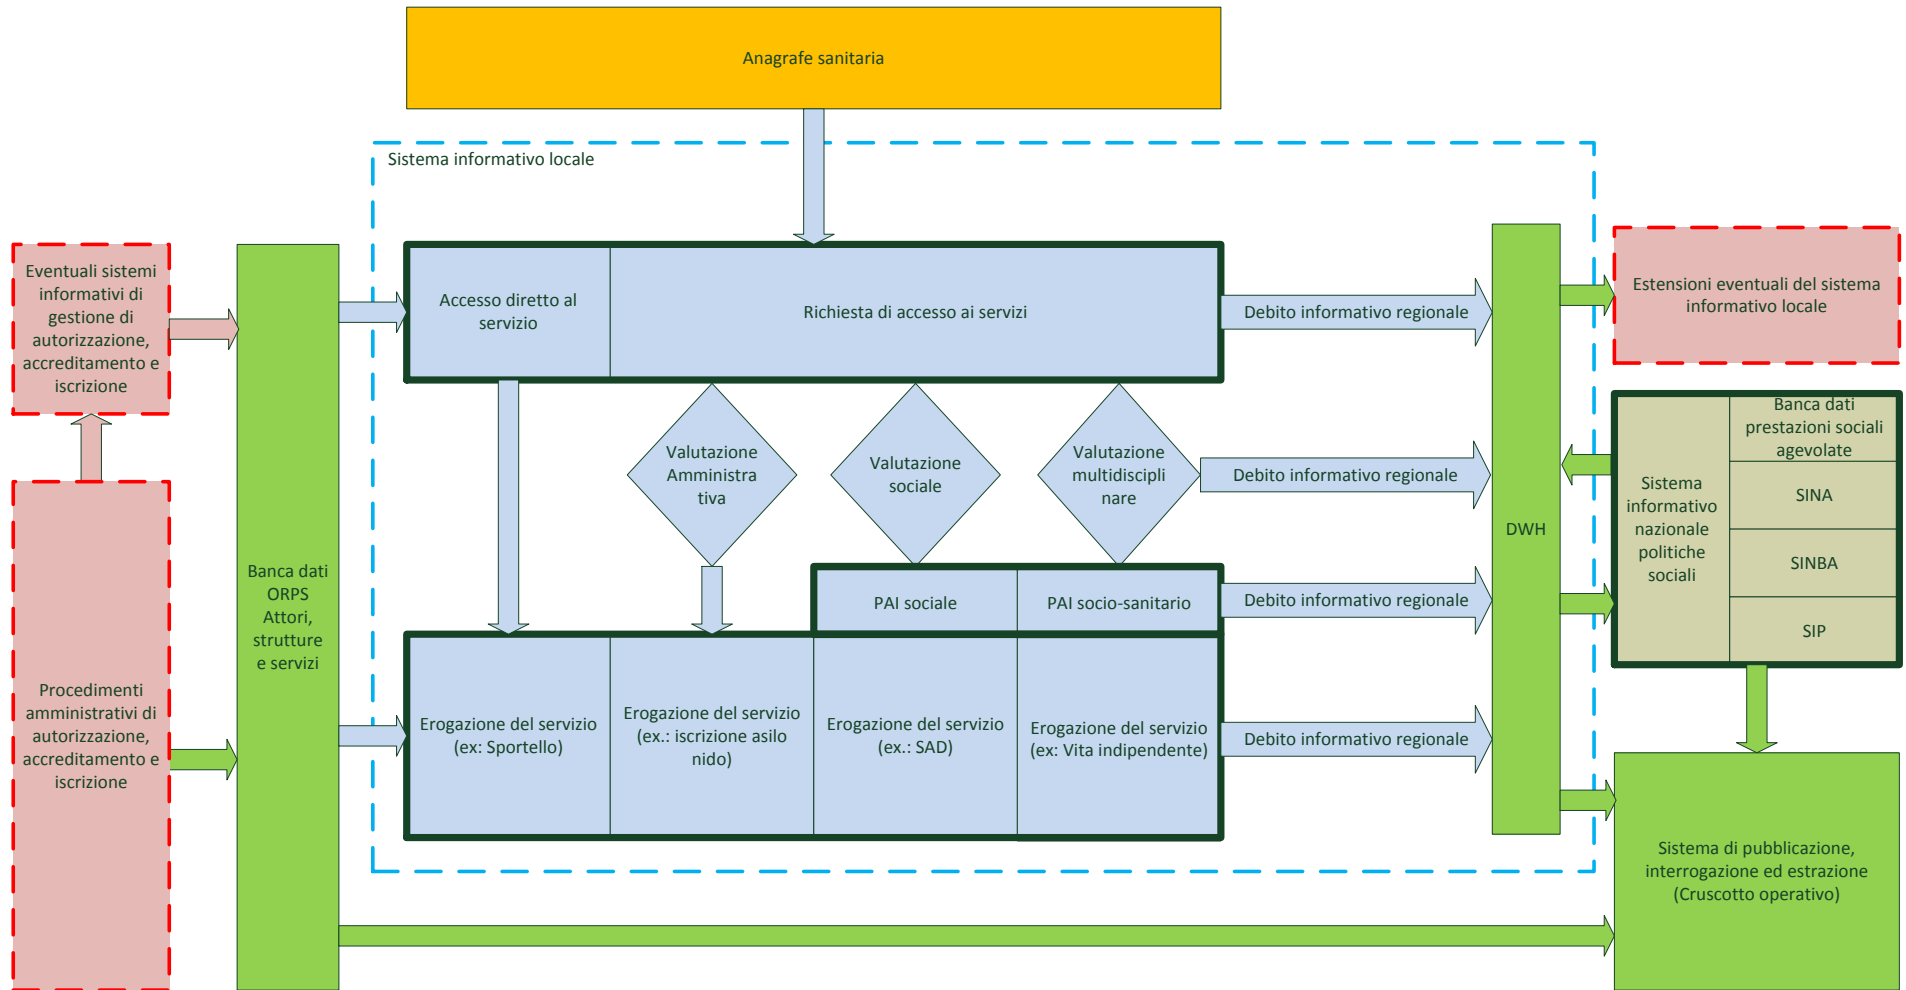 Anagrafe sanitaria
Sistema informativo locale
Eventuali sistemi
informativi di
gestione di
autorizzazione,
accreditamento e
iscrizione
Procedimenti
amministrativi di
autorizzazione,
accreditamento e
iscrizione
Banca dati
ORPS
Attori,
strutture
e servizi
Accesso diretto al
servizio
Richiesta di accesso ai servizi
Debito informativo regionale
Valutazione
Amministra
tiva
Valutazione
sociale
Valutazione
multidiscipli
nare
Debito informativo regionale
PAI sociale
PAI socio-sanitario
Debito informativo regionale
Erogazione del servizio
(ex: Sportello)
Erogazione del servizio
(ex.: iscrizione asilo
nido)
Erogazione del servizio
(ex.: SAD)
Erogazione del servizio
(ex: Vita indipendente)
Debito informativo regionale
DWH
Estensioni eventuali del sistema
informativo locale
Sistema
informativo
nazionale
politiche
sociali
Banca dati
prestazioni sociali
agevolate
SINA
SINBA
SIP
Sistema di pubblicazione,
interrogazione ed estrazione
(Cruscotto operativo)